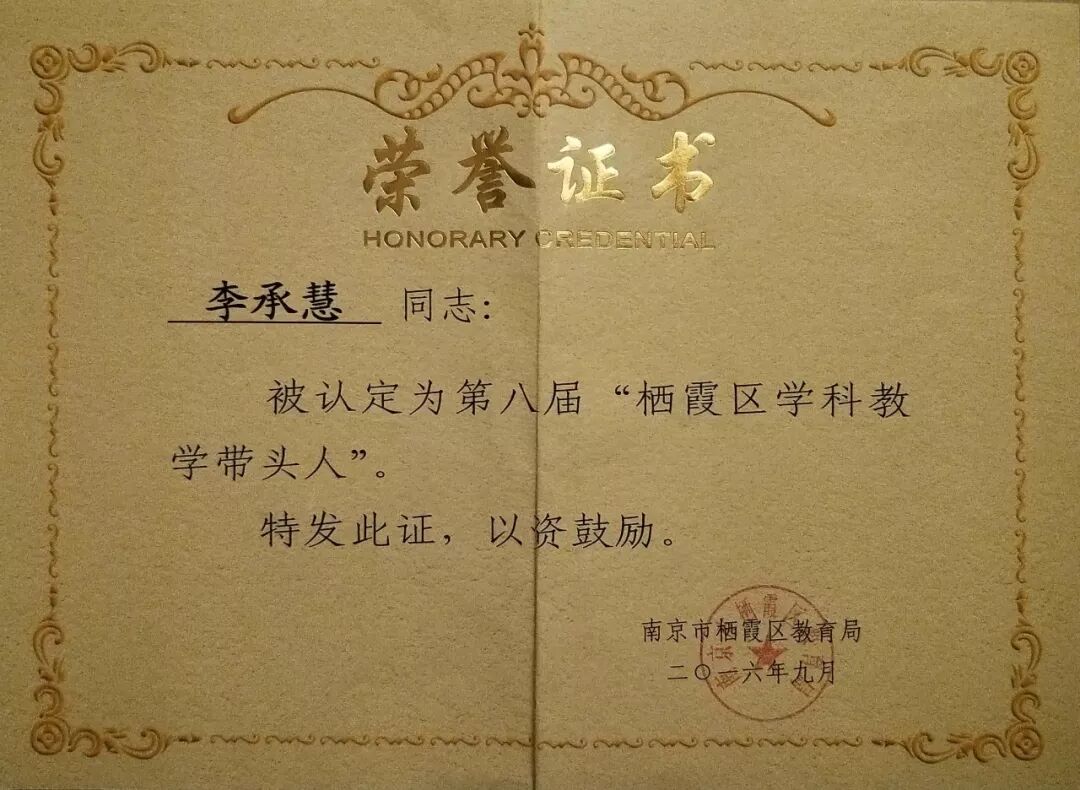 荣誉证书
HONORARY CREDENTIAL
李承慧 同志：
被认定为第八届“栖霞区学科教
学带头人”。
特发此证，以资鼓励。
南京市栖霞区教育局
二〇一六年九月